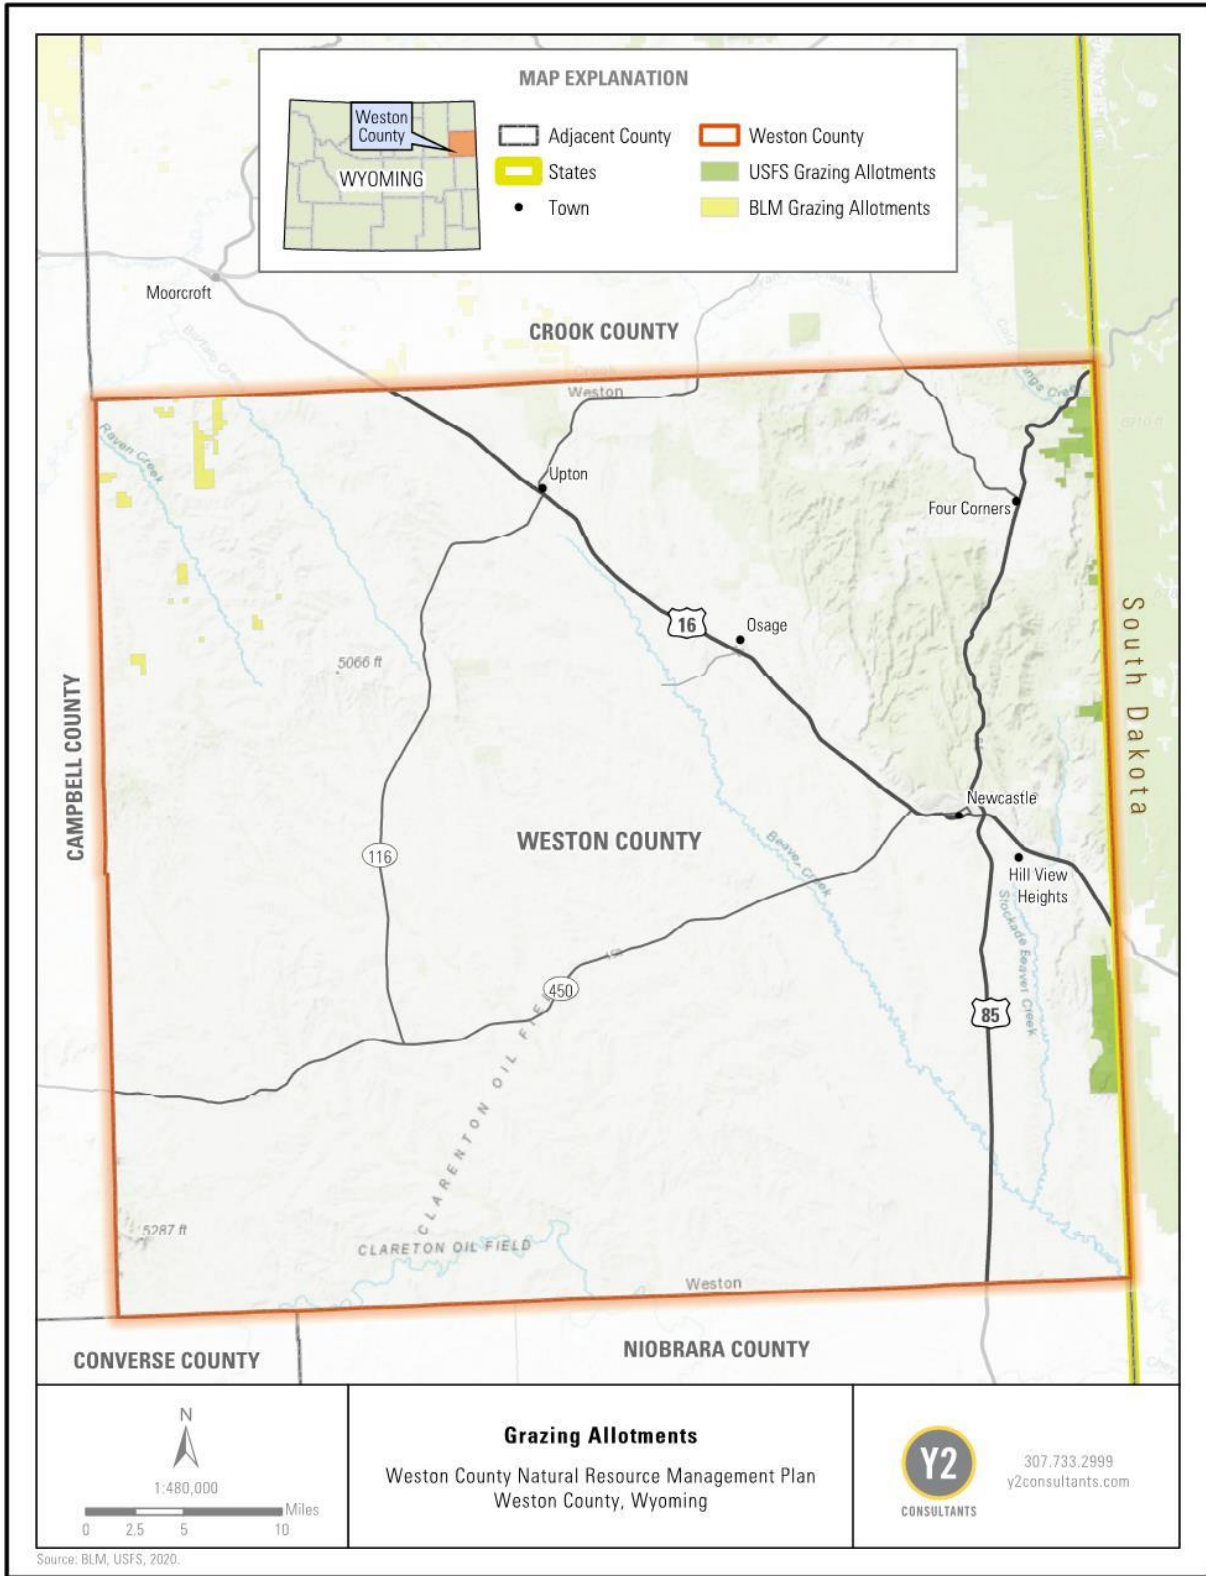 MAP EXPLANATION
Weston
County
WYOMING
Adjacent County
States
Town
Weston County
USFS Grazing Allotments
BLM Grazing Allotments
Moorcroft
CROOK COUNTY
Crook
Weston
Raven Creek
Upton
Four Corners
16
Osage
5066 ft
South Dakota
CAMPBELL COUNTY
Newcastle
WESTON COUNTY
116
Beaver Creek
Hill View
Heights
Stockade Beaver Creek
450
85
CLARENTON OIL FIEL
5287 ft
CLARETON OIL FIELD
Weston
CONVERSE COUNTY
NIOBRARA COUNTY
N
1:480,000
Miles
0 2.5 5 10
Grazing Allotments
Weston County Natural Resource Management Plan
Weston County, Wyoming
Y2
CONSULTANTS
307.733.2999
y2consultants.com
Source: BLM, USFS, 2020.